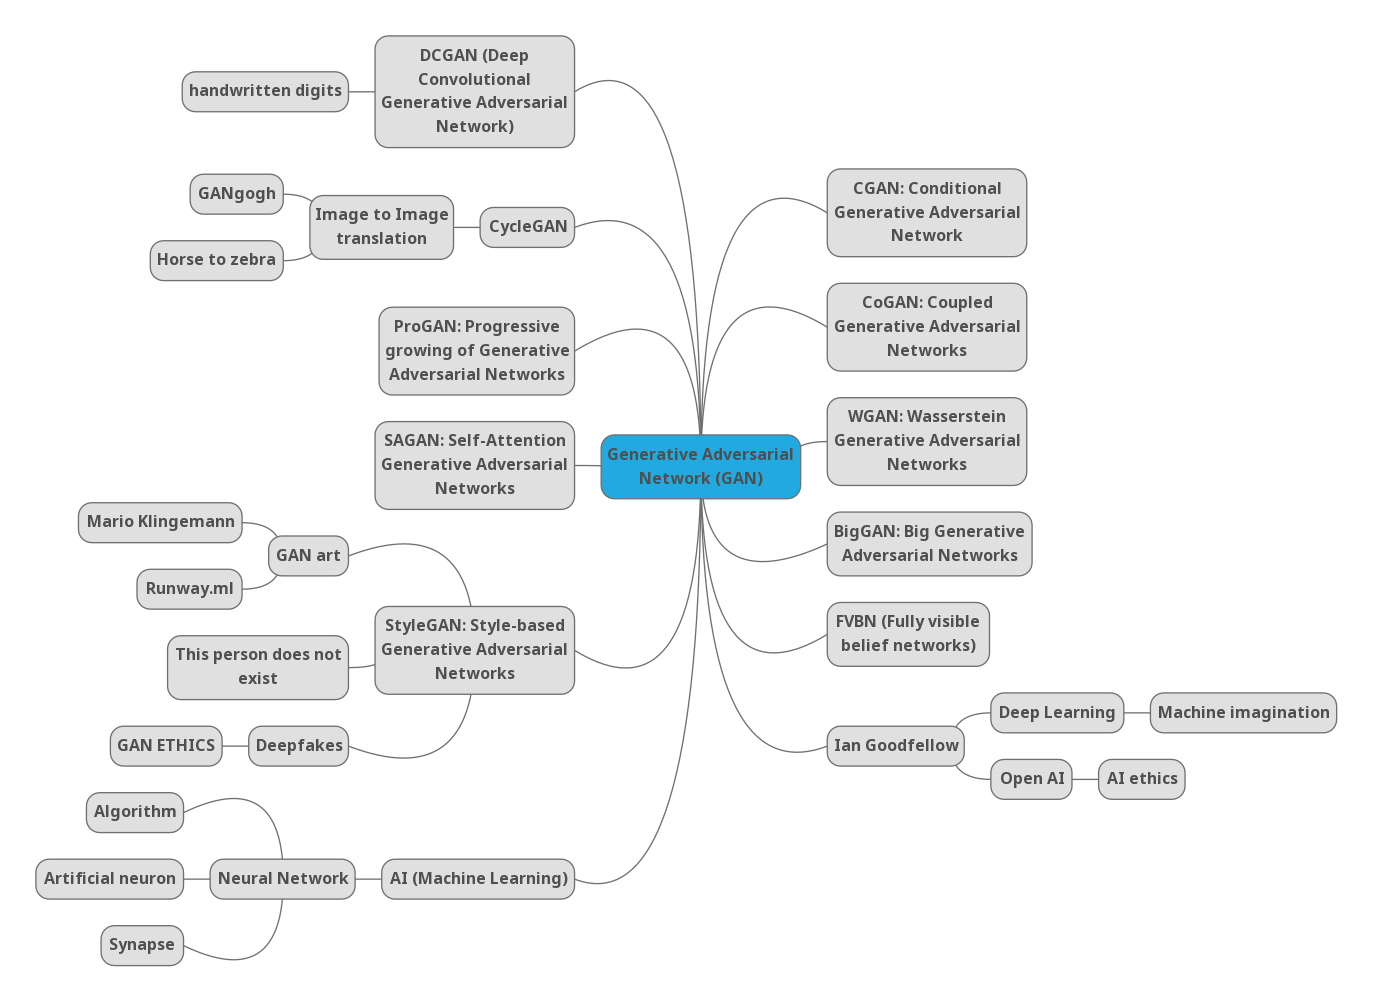 DCGAN (Deep
Convolutional
Generative Adversarial
Network)
handwritten digits
GANgogh
Image to Image
translation
CycleGAN
Horse to zebra
ProGAN: Progressive
growing of Generative
Adversarial Networks
SAGAN: Self-Attention
Generative Adversarial
Networks
Mario Klingemann
GAN art
Runway.ml
StyleGAN: Style-based
Generative Adversarial
Networks
This person does not
exist
GAN ETHICS
Deepfakes
Algorithm
Artificial neuron
Neural Network
AI (Machine Learning)
Synapse
Generative Adversarial
Network (GAN)
CGAN: Conditional
Generative Adversarial
Network
CoGAN: Coupled
Generative Adversarial
Networks
WGAN: Wasserstein
Generative Adversarial
Networks
BigGAN: Big Generative
Adversarial Networks
FVBN (Fully visible
belief networks)
Ian Goodfellow
Deep Learning
Machine imagination
Open AI
AI ethics